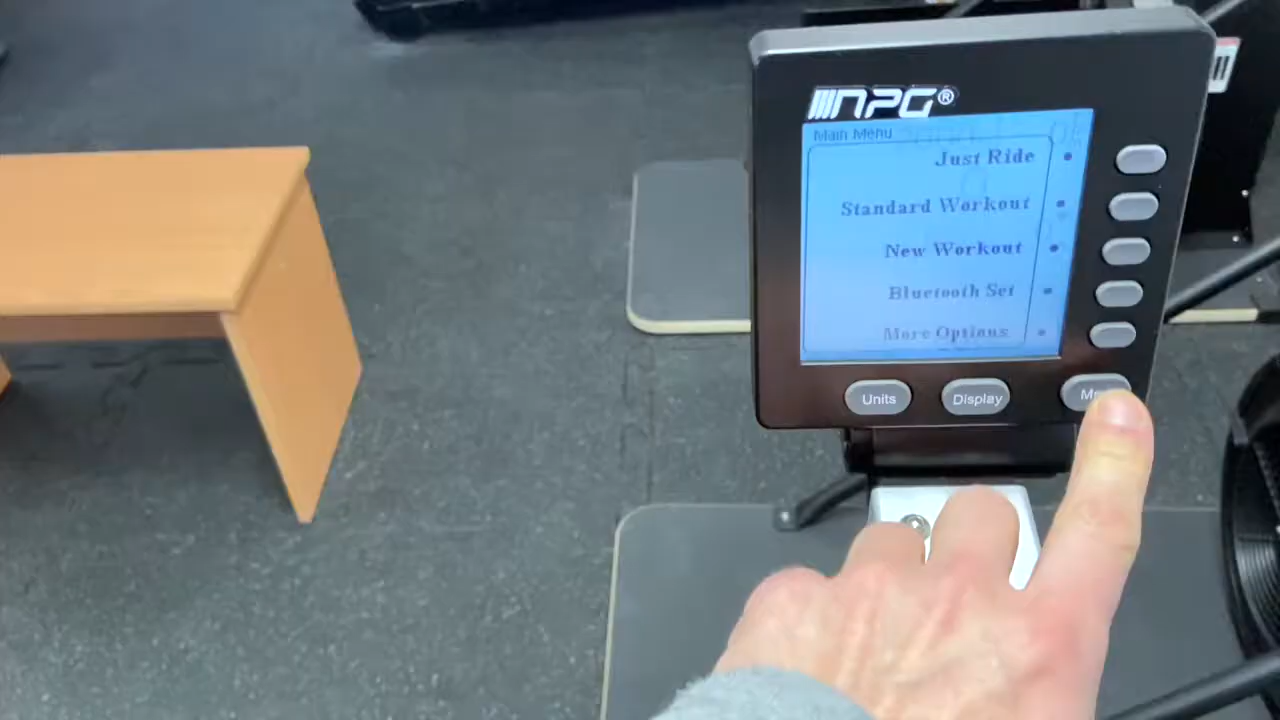 NPG®
Main Menu
Just Ride
Standard Workout
New Workout
Bluetooth Set
More Options
Units
Display